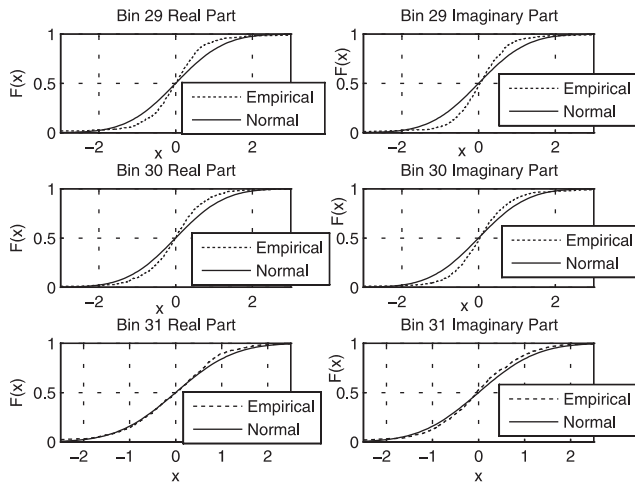 Bin 29 Real Part
F(x)
1
0.5
0
−2
0
2
x
Empirical
Normal
Bin 29 Imaginary Part
F(x)
1
0.5
0
−2
0
2
x
Empirical
Normal
Bin 30 Real Part
F(x)
1
0.5
0
−2
0
2
x
Empirical
Normal
Bin 30 Imaginary Part
F(x)
1
0.5
0
−2
0
2
x
Empirical
Normal
Bin 31 Real Part
F(x)
1
0.5
0
−2
−1
0
1
2
x
Empirical
Normal
Bin 31 Imaginary Part
F(x)
1
0.5
0
−2
−1
0
1
2
x
Empirical
Normal